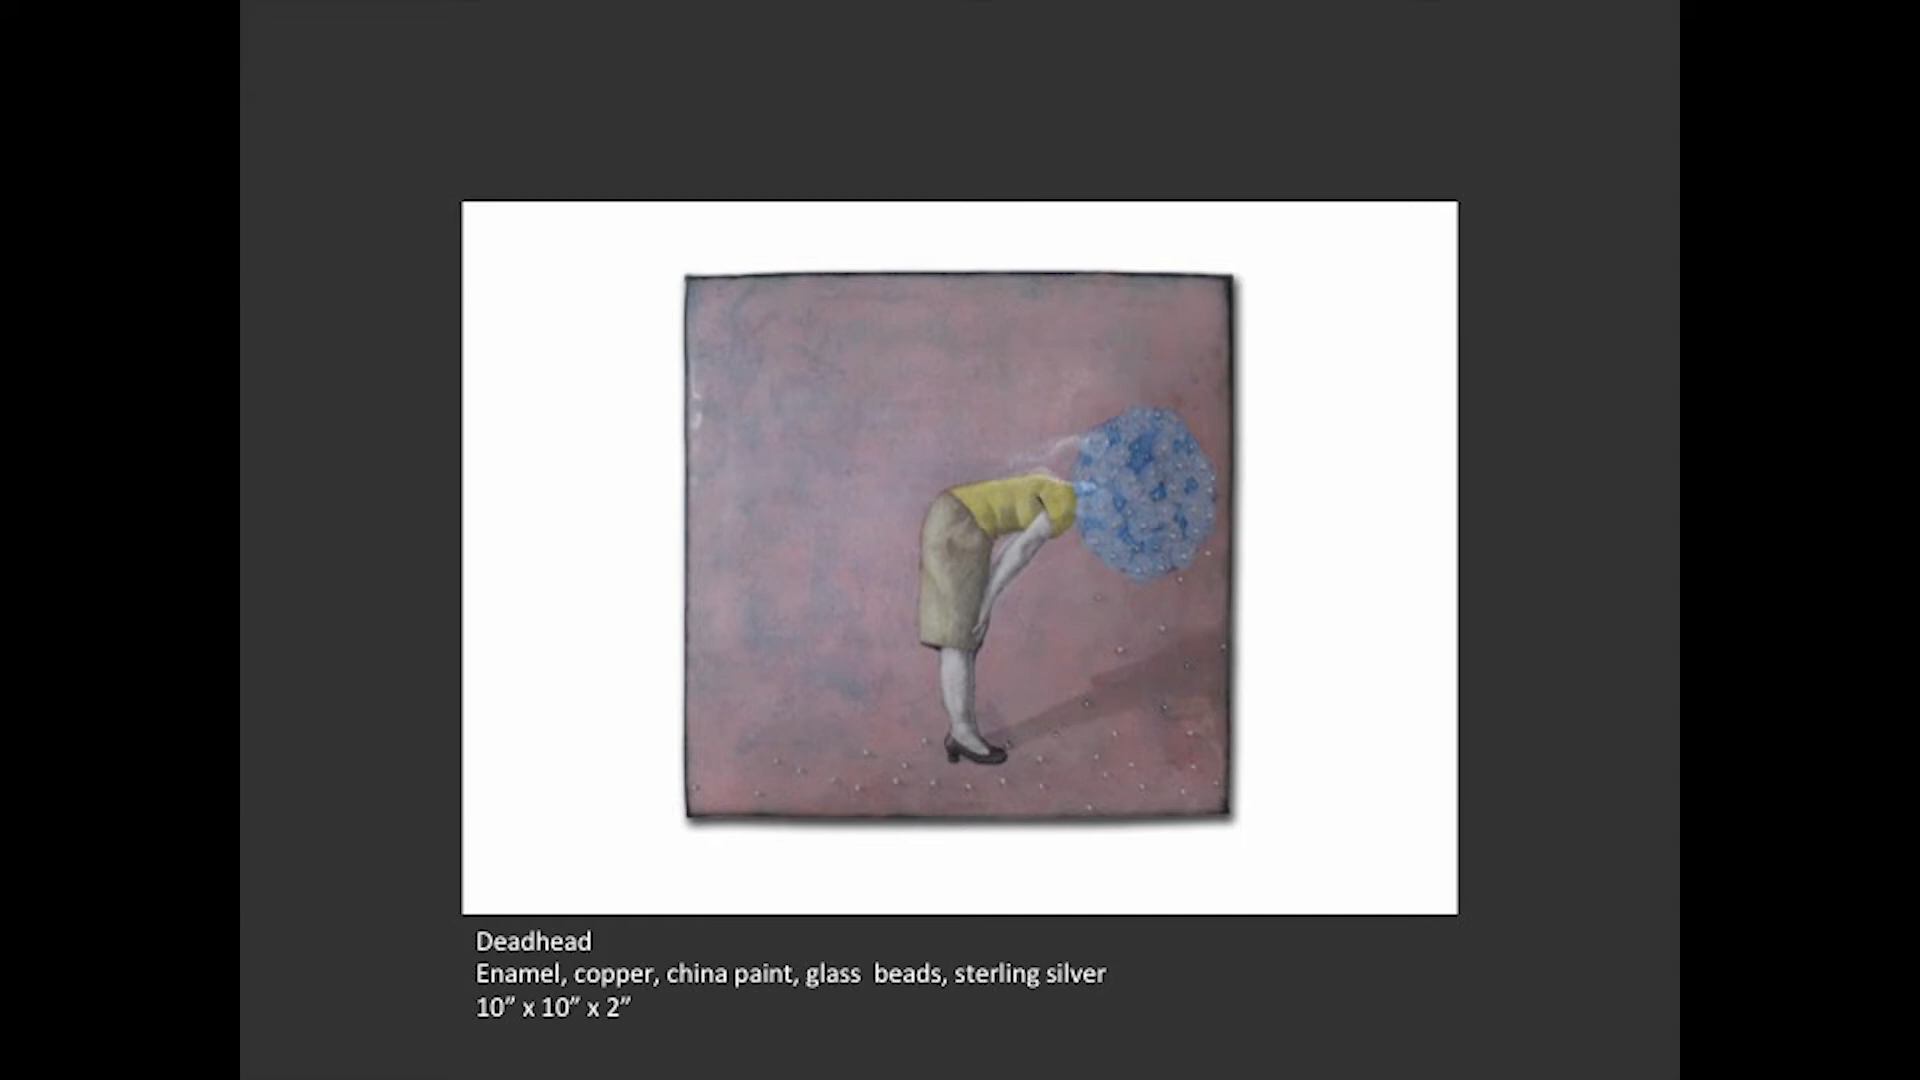 Deadhead
Enamel, copper, china paint, glass  beads, sterling silver
10” x 10” x 2”